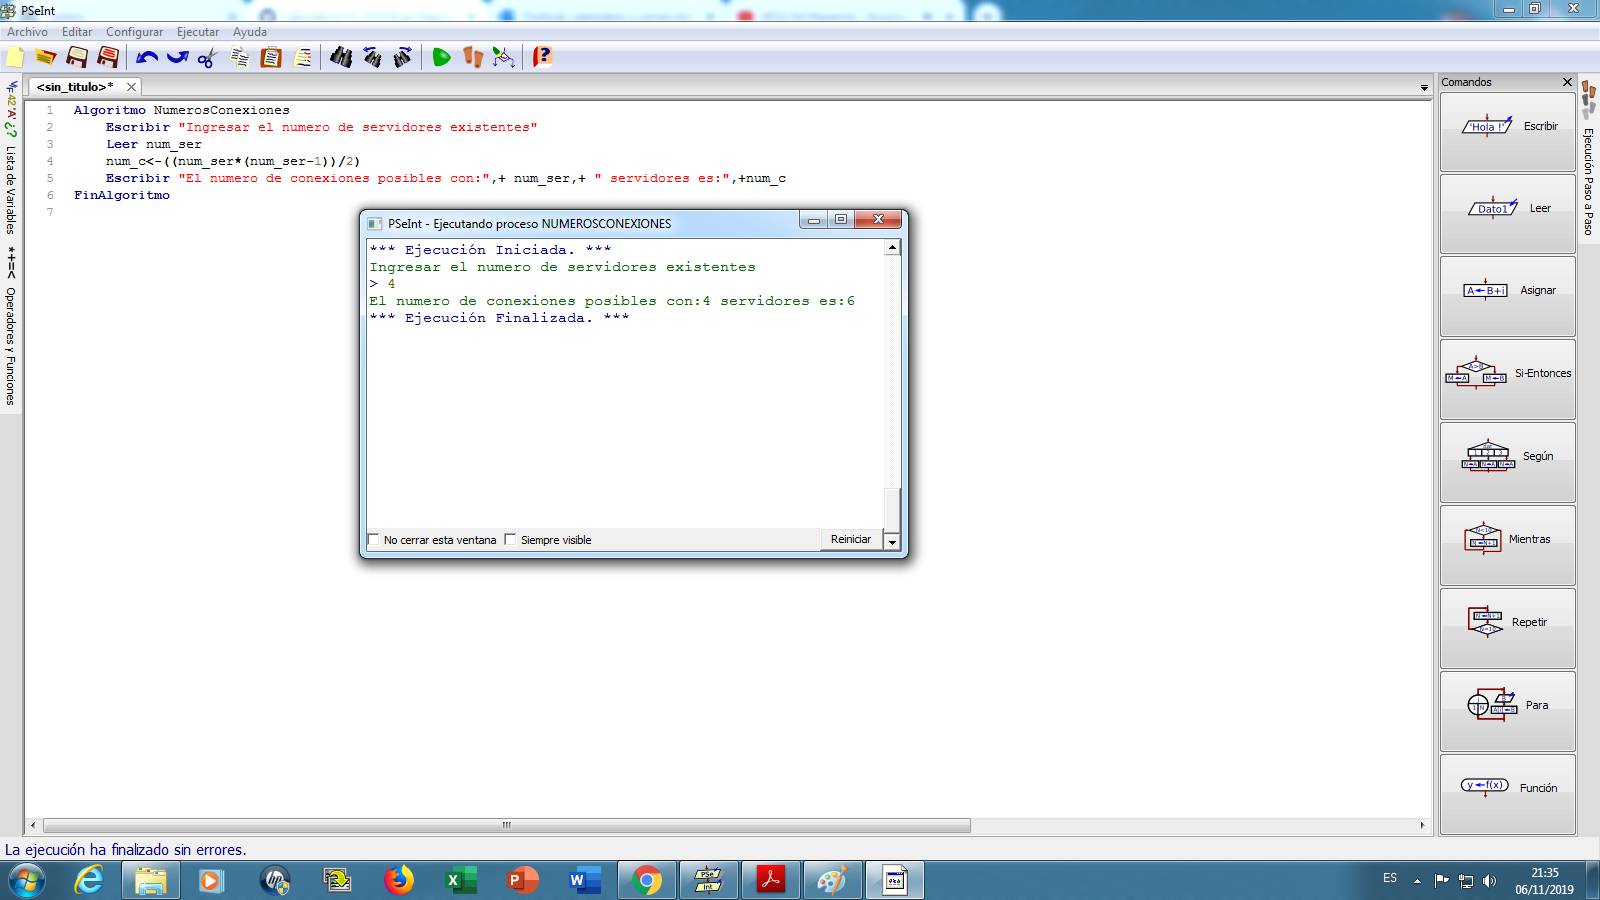 PSeInt
Archivo Editar Configurar Ejecutar Ayuda
<sin_titulo>*
Comandos
1 Algoritmo NumerosConexiones
2 Escribir "Ingresar el numero de servidores existentes"
3 Leer num_ser
4 num_c<-((num_ser*(num_ser-1))/2)
5 Escribir "El numero de conexiones posibles con:",+ num_ser,+ " servidores es:",+num_c
6 FinAlgoritmo
7
Lista de Variables
Operadores y Funciones
PSeInt - Ejecutando proceso NUMEROSCONEXIONES
*** Ejecución Iniciada. ***
Ingresar el numero de servidores existentes
> 4
El numero de conexiones posibles con:4 servidores es:6
*** Ejecución Finalizada. ***
No cerrar esta ventana Siempre visible Reiniciar
'Hola !' Escribir
Dato1 Leer
A←B+i Asignar
A>B M←A M←B Si-Entonces
1 2 3 Según
Mientras
Repetir
Para
y←f(x) Función
Ejecución Paso a Paso
La ejecución ha finalizado sin errores.
PSe Int
ES
21:35
06/11/2019